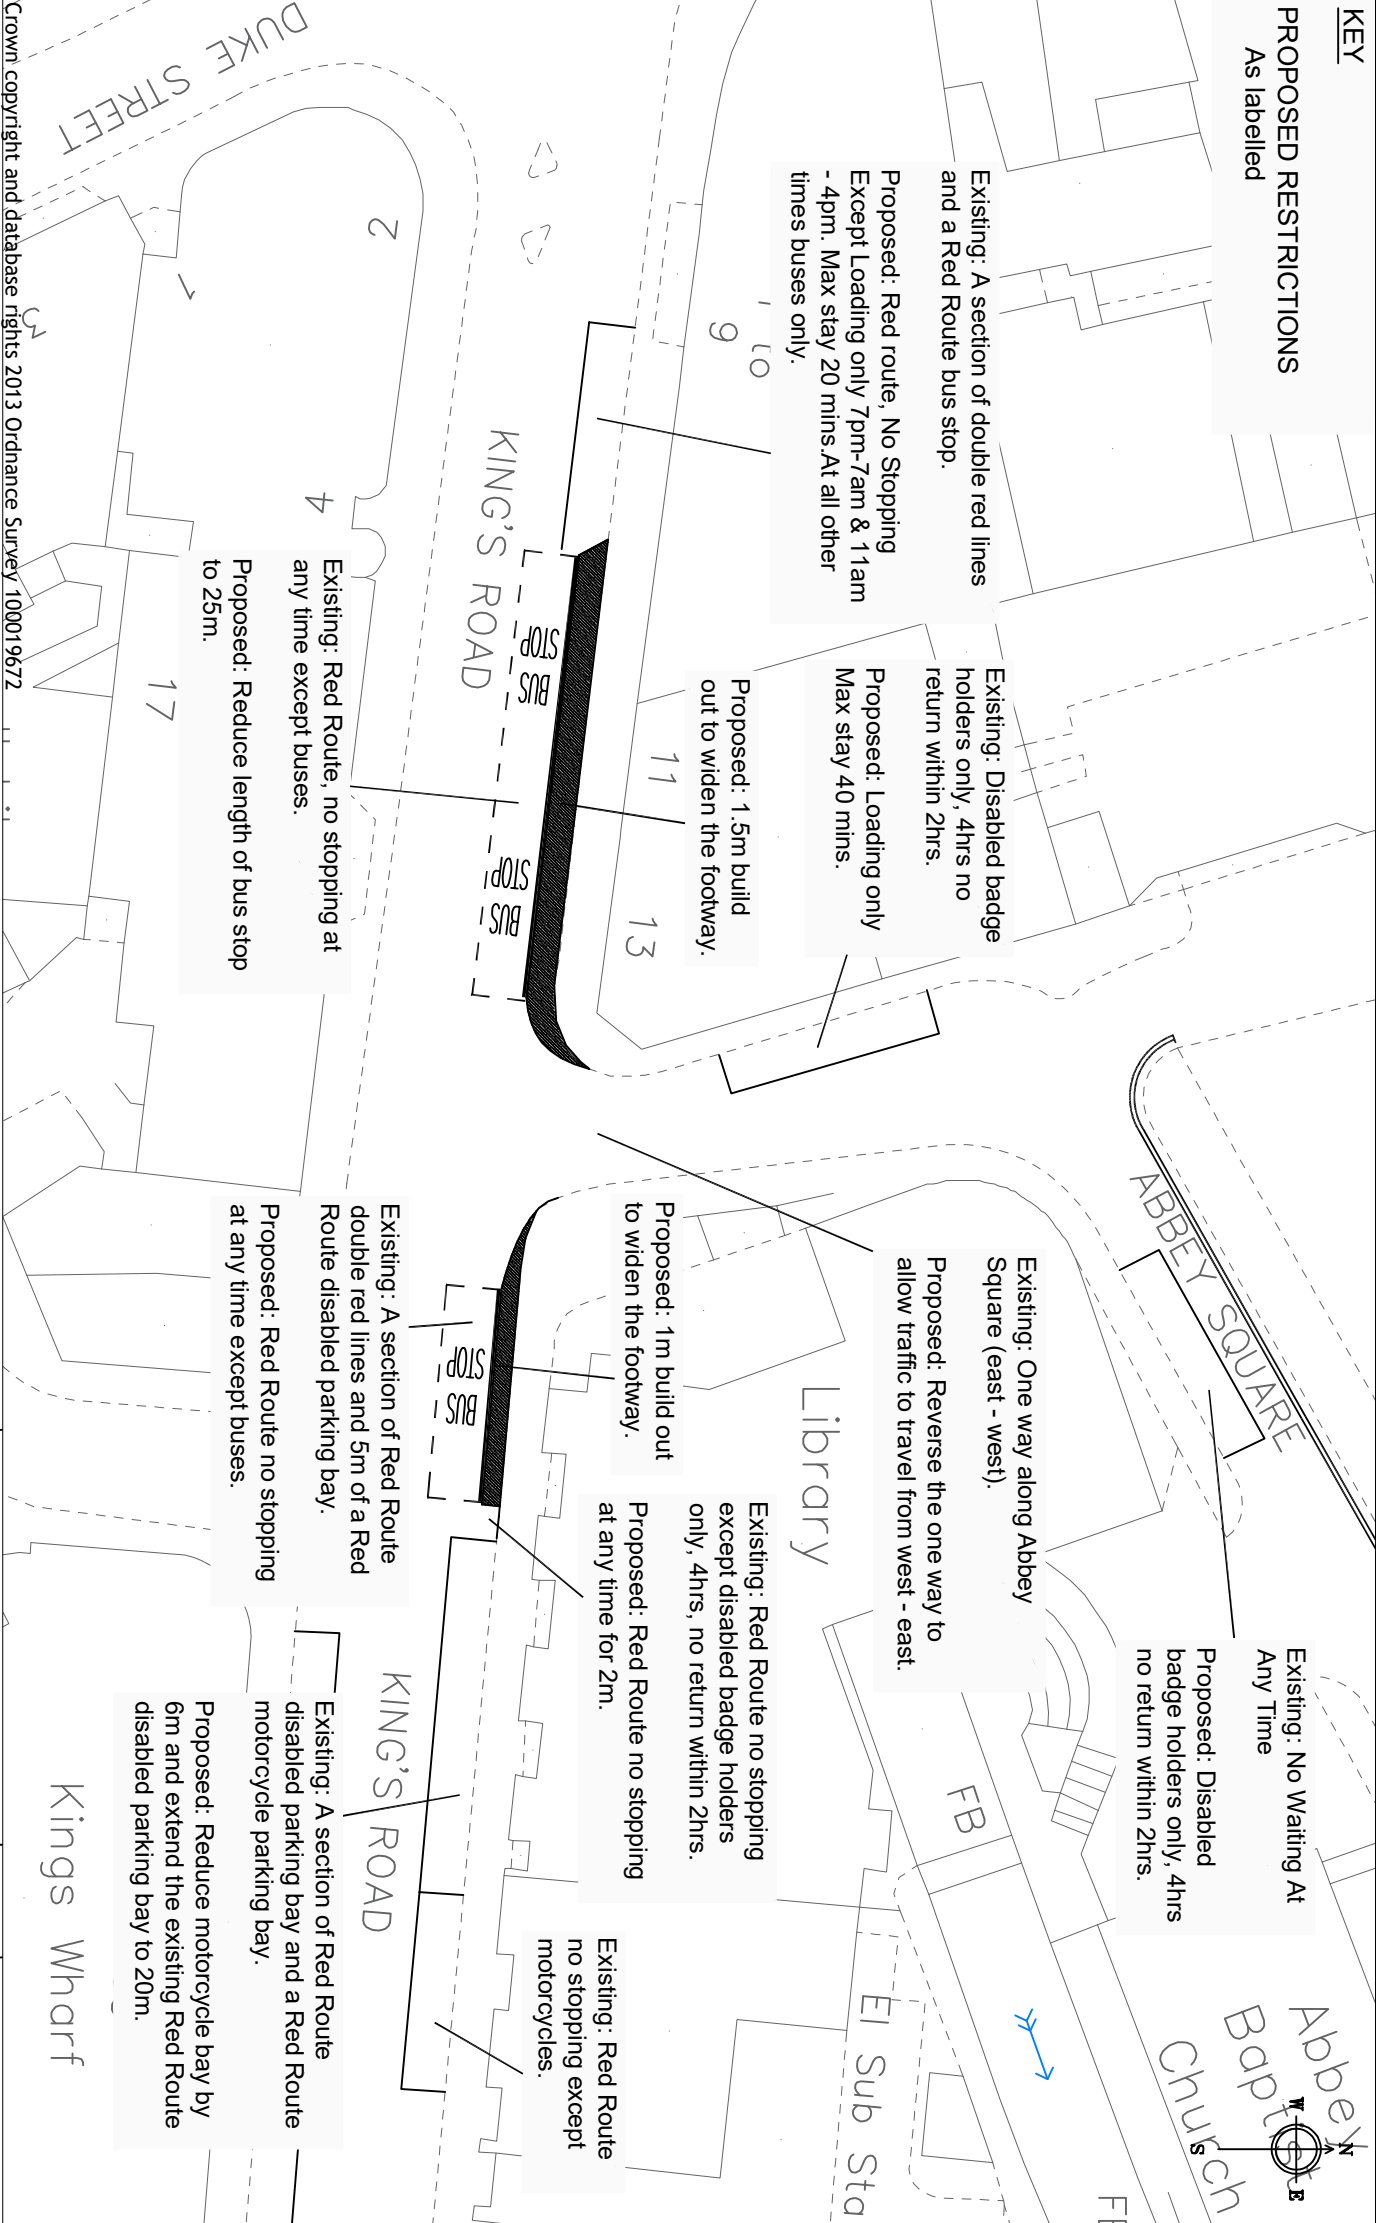 KEY
PROPOSED RESTRICTIONS
As labelled
Existing: A section of double red lines
and a Red Route bus stop.
Proposed: Red route, No Stopping
Except Loading only 7pm-7am & 11am
- 4pm. Max stay 20 mins.At all other
times buses only.
Existing: Disabled badge
holders only, 4hrs no
return within 2hrs.
Proposed: Loading only
Max stay 40 mins.
Proposed: 1.5m build
out to widen the footway.
Existing: Red Route, no stopping at
any time except buses.
Proposed: Reduce length of bus stop
to 25m.
Existing: One way along Abbey
Square (east - west).
Proposed: Reverse the one way to
allow traffic to travel from west - east.
Existing: No Waiting At
Any Time
Proposed: Disabled
badge holders only, 4hrs
no return within 2hrs.
Proposed: 1m build out
to widen the footway.
Existing: A section of Red Route
double red lines and 5m of a Red
Route disabled parking bay.
Proposed: Red Route no stopping
at any time except buses.
Existing: Red Route no stopping
except disabled badge holders
only, 4hrs, no return within 2hrs.
Proposed: Red Route no stopping
at any time for 2m.
Existing: Red Route
no stopping except
motorcycles.
Existing: A section of Red Route
disabled parking bay and a Red Route
motorcycle parking bay.
Proposed: Reduce motorcycle bay by
6m and extend the existing Red Route
disabled parking bay to 20m.
DUKE STREET
KING'S ROAD
KING'S ROAD
ABBEY SQUARE
Library
FB
El Sub Sta
Abbey
Baptist
Church
Kings Wharf
BUS
STOP
BUS
STOP
BUS
STOP
to
9
11
13
2
1
3
4
17
N
E
S
W
Crown copyright and database rights 2013 Ordnance Survey 100019672